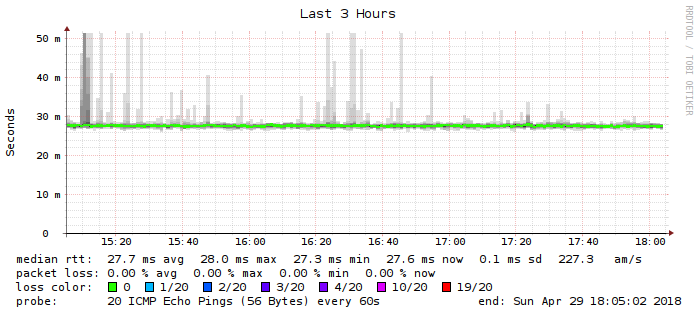 Last 3 Hours
RRDTOOL / TOBI OETIKER
Seconds
50 m
40 m
30 m
20 m
10 m
0
15:20 15:40 16:00 16:20 16:40 17:00 17:20 17:40 18:00
median rtt: 27.7 ms avg 28.0 ms max 27.3 ms min 27.6 ms now 0.1 ms sd 227.3 am/s
packet loss: 0.00 % avg 0.00 % max 0.00 % min 0.00 % now
loss color: 0 1/20 2/20 3/20 4/20 10/20 19/20
probe: 20 ICMP Echo Pings (56 Bytes) every 60s end: Sun Apr 29 18:05:02 2018